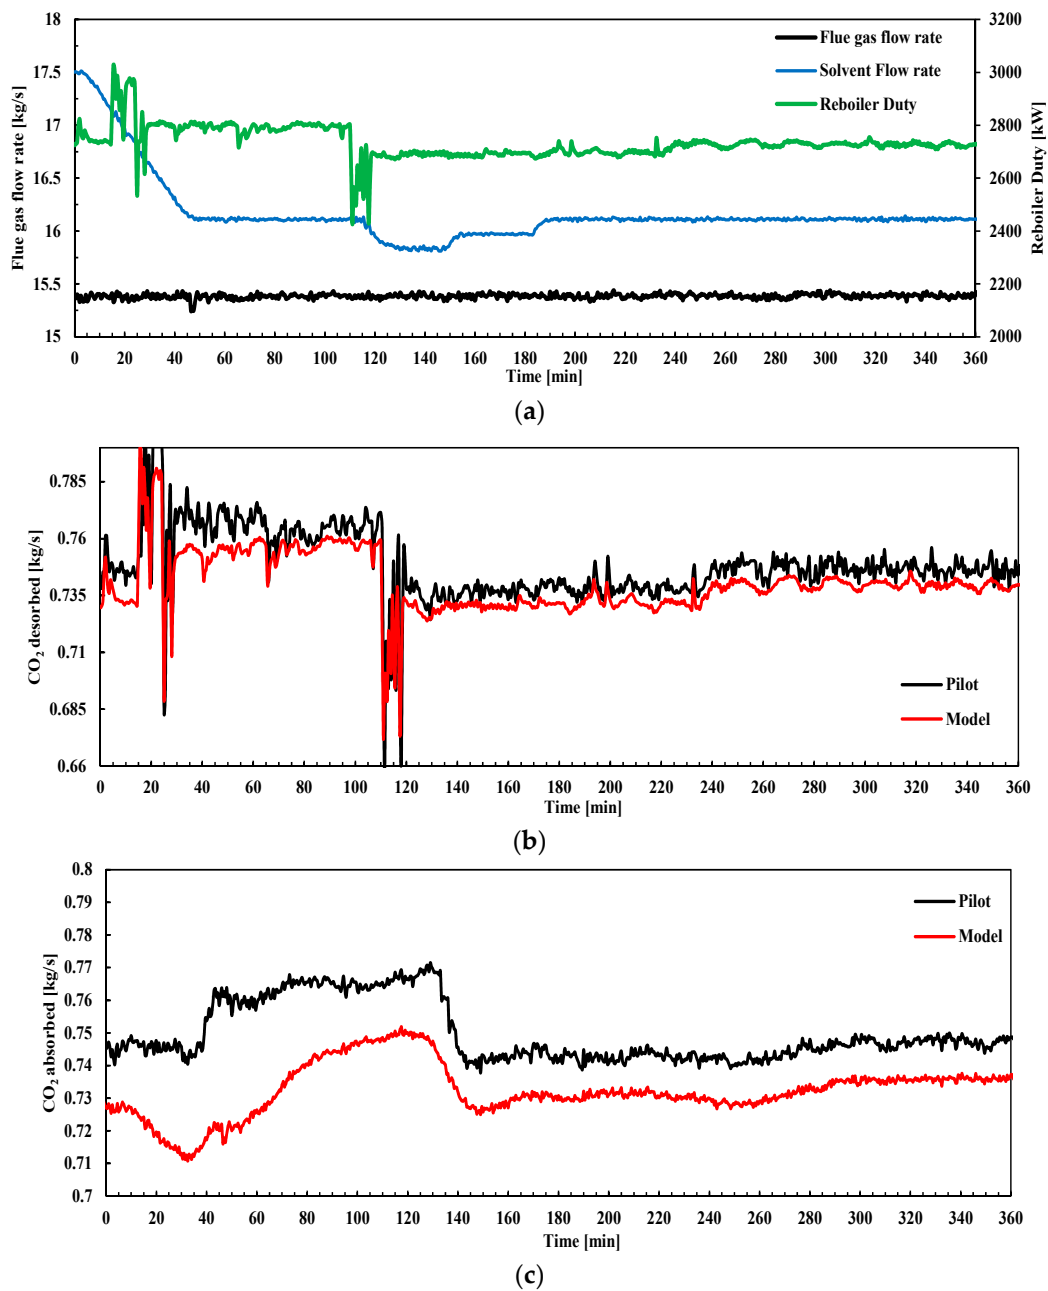 18
17.5
17
16.5
16
15.5
15
Flue gas flow rate [kg/s]
3200
3000
2800
2600
2400
2200
2000
Reboiler Duty [kW]
Flue gas flow rate
Solvent Flow rate
Reboiler Duty
0 20 40 60 80 100 120 140 160 180 200 220 240 260 280 300 320 340 360
Time [min]
(a)
0.785
0.76
0.735
0.71
0.685
0.66
CO2 desorbed [kg/s]
Pilot
Model
0 20 40 60 80 100 120 140 160 180 200 220 240 260 280 300 320 340 360
Time [min]
(b)
0.8
0.79
0.78
0.77
0.76
0.75
0.74
0.73
0.72
0.71
0.7
CO2 absorbed [kg/s]
Pilot
Model
0 20 40 60 80 100 120 140 160 180 200 220 240 260 280 300 320 340 360
Time [min]
(c)